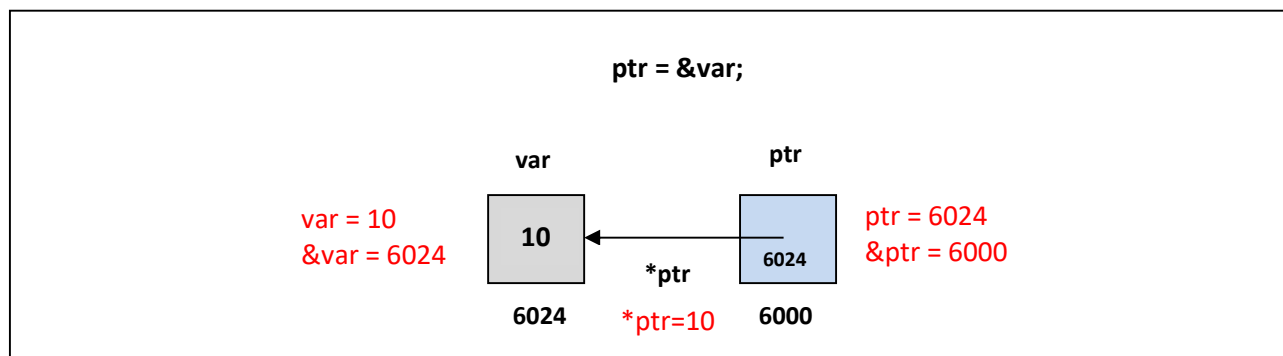 ptr = &var;
var
ptr
var = 10
&var = 6024
10
*ptr
*ptr=10
6024
ptr = 6024
&ptr = 6000
6024
6000